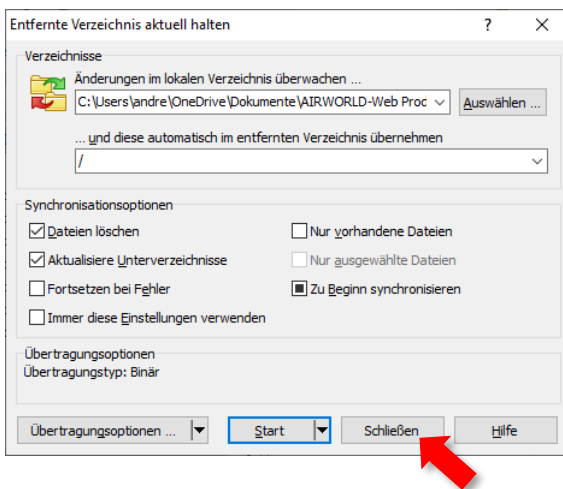 Entfernte Verzeichnis aktuell halten ? ×
Verzeichnisse
Änderungen im lokalen Verzeichnis überwachen ...
C:\Users\andre\OneDrive\Dokumente\AIRWORLD-Web Prod Auswählen ...
... und diese automatisch im entfernten Verzeichnis übernehmen
/
Synchronisationsoptionen
Dateien löschen Nur vorhandene Dateien
Aktualisiere Unterverzeichnisse Nur ausgewählte Dateien
Fortsetzen bei Fehler Zu Beginn synchronisieren
Immer diese Einstellungen verwenden
Übertragungsoptionen
Übertragungstyp: Binär
Übertragungsoptionen ... Start Schließen Hilfe